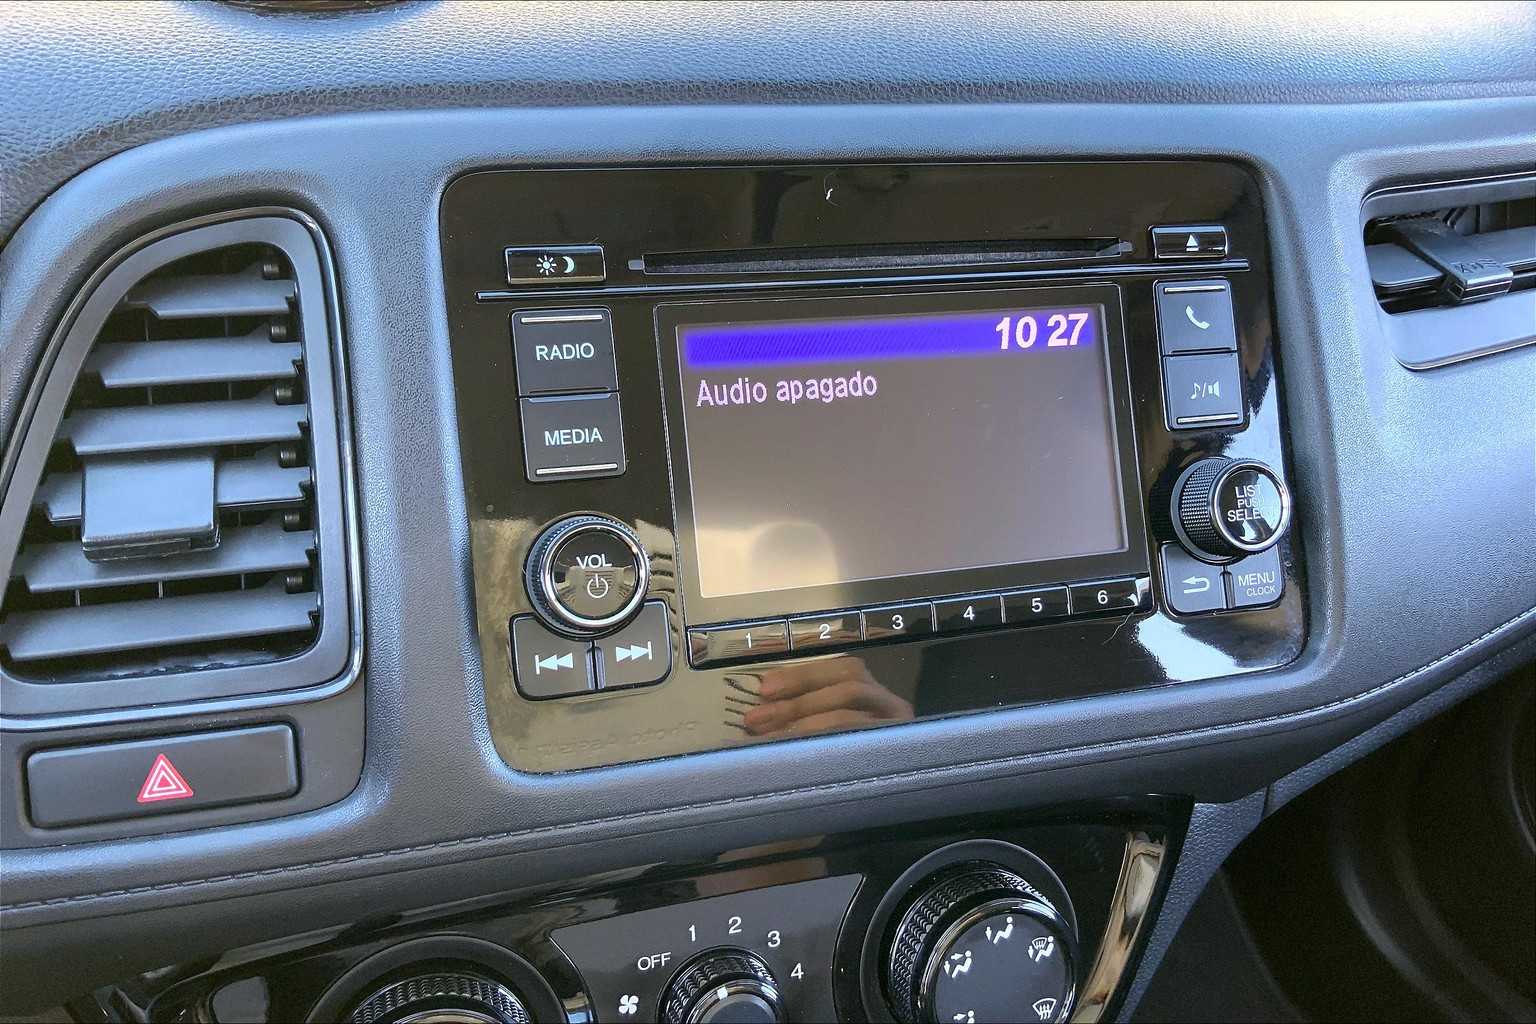 10 27
Audio apagado
RADIO
MEDIA
VOL
LIST
PUSH
SELECT
MENU
CLOCK
1 2 3 4 5 6
OFF 1 2 3 4